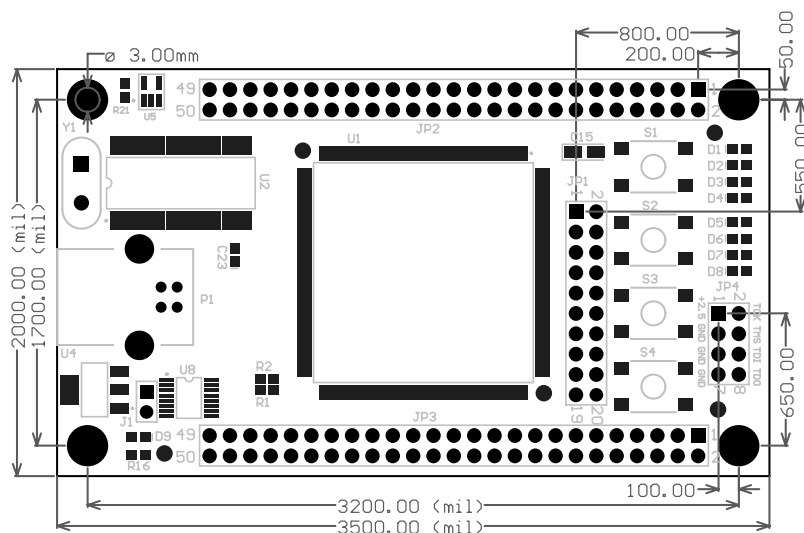 800.00
200.00
50.00
ø 3.00mm
R21
U5
49
50
1
2
JP2
Y1
U1
C15
S1
D1
D2
D3
D4
U2
JP1
1
2
S2
550.00
D5
D6
D7
D8
C23
P1
S3
JP4
1
2
+2.5 GND GND GND
TCK TMS TDI TDO
7
8
2000.00 (mil)
1700.00 (mil)
U4
U8
R2
R1
S4
19
20
650.00
J1
D9
R16
JP3
49
50
1
2
100.00
3200.00 (mil)
3500.00 (mil)